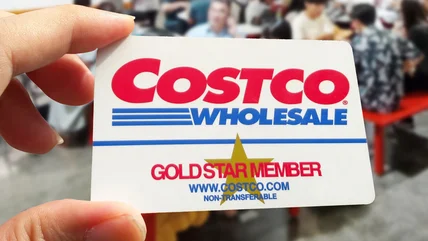 COSTCO
WHOLESALE
GOLD STAR MEMBER
WWW.COSTCO.COM
NON-TRANSFERABLE